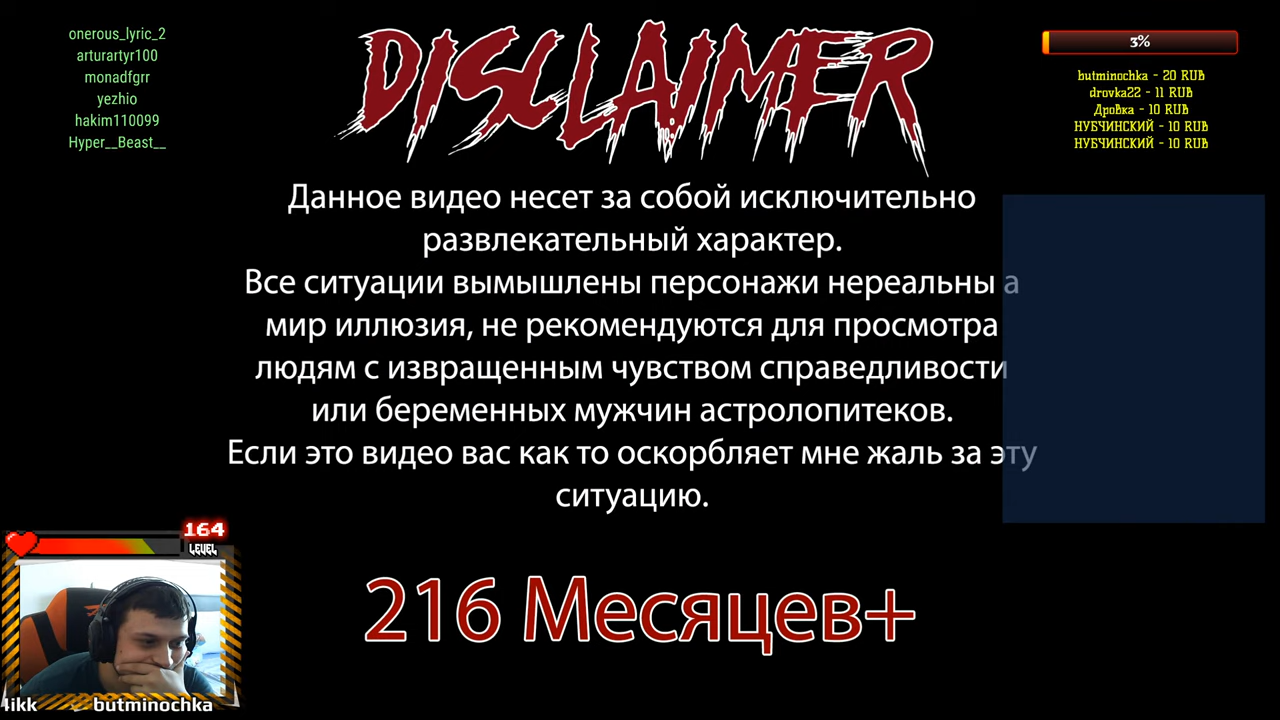 onerous_lyric_2
arturartyr100
monadfgrr
yezhio
hakim110099
Hyper__Beast__
DISCLAIMER
3%
butminochka - 20 RUB
drovka22 - 11 RUB
Дровка - 10 RUB
НУБЧИНСКИЙ - 10 RUB
НУБЧИНСКИЙ - 10 RUB
Данное видео несет за собой исключительно
развлекательный характер.
Все ситуации вымышлены персонажи нереальны а
мир иллюзия, не рекомендуются для просмотра
людям с извращенным чувством справедливости
или беременных мужчин астролопитеков.
Если это видео вас как то оскорбляет мне жаль за эту
ситуацию.
164
LEVEL
216 Месяцев+
likk butminochka